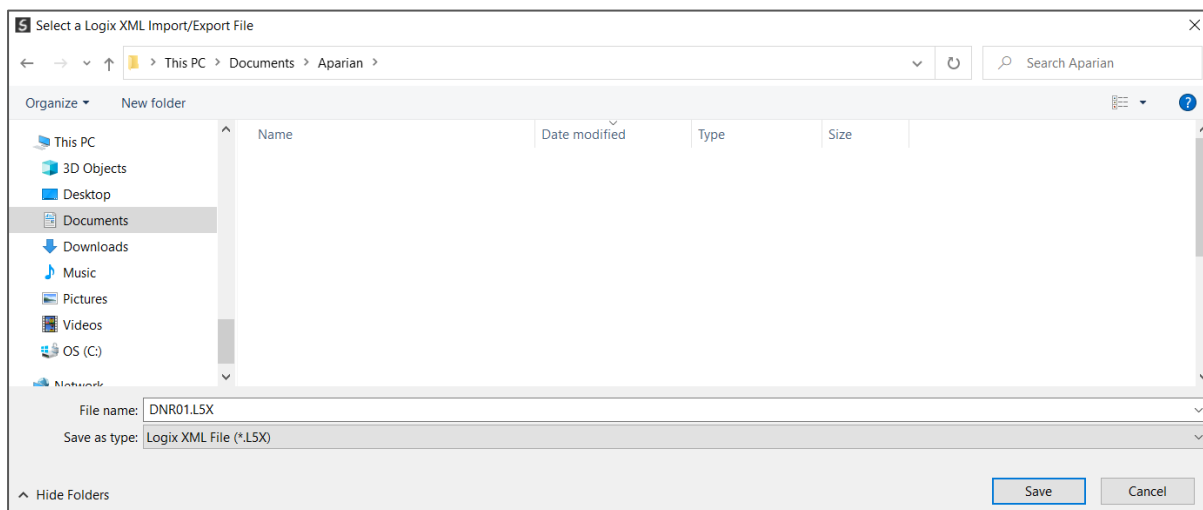 Select a Logix XML Import/Export File
This PC > Documents > Aparian >
Search Aparian
Organize New folder
Name Date modified Type Size
This PC
3D Objects
Desktop
Documents
Downloads
Music
Pictures
Videos
OS (C:)
Network
File name: DNR01.L5X
Save as type: Logix XML File (*.L5X)
Hide Folders Save Cancel